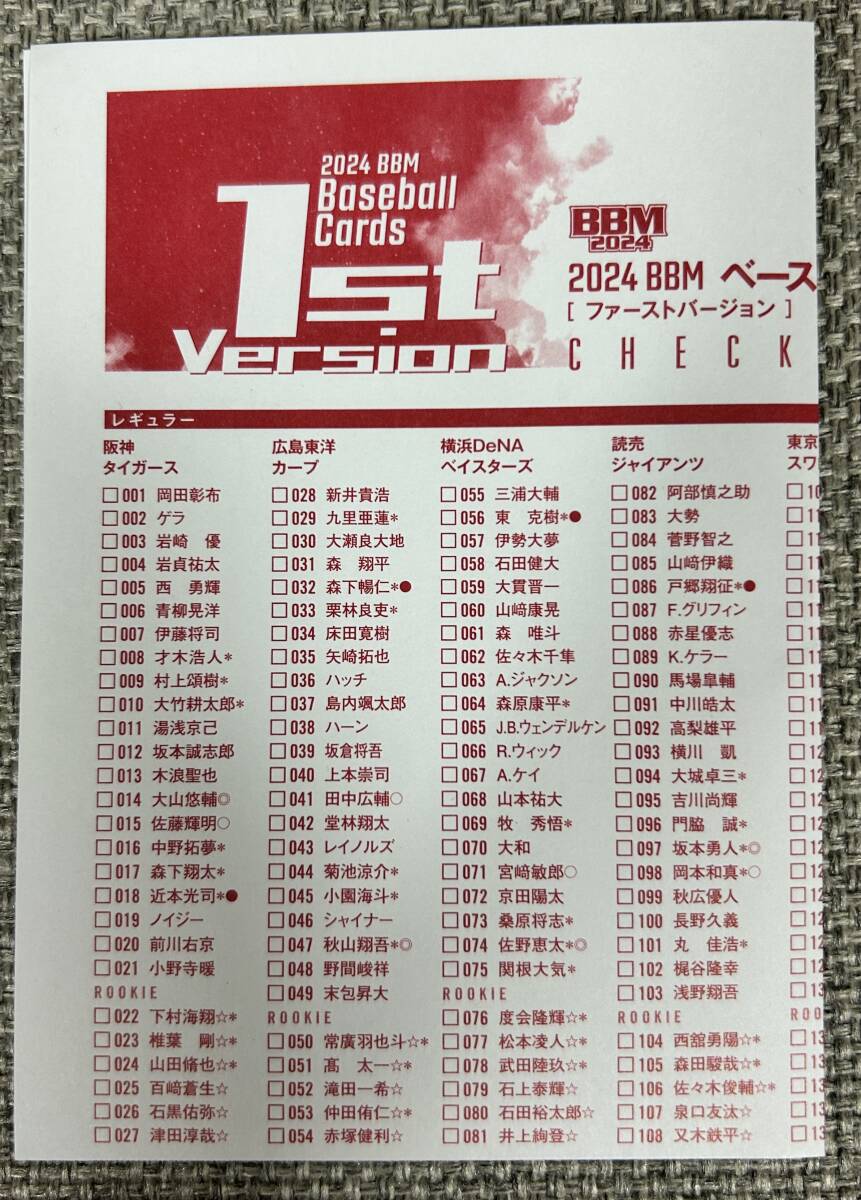 2024 BBM
Baseball
Cards
1st
Version
BBM
2024
2024 BBM ベース
[ ファーストバージョン ]
CHECK
レギュラー
阪神
タイガース
□001 岡田彰布
□002 ゲラ
□003 岩崎 優
□004 岩貞祐太
□005 西 勇輝
□006 青柳晃洋
□007 伊藤将司
□008 才木浩人*
□009 村上頌樹*
□010 大竹耕太郎*
□011 湯浅京己
□012 坂本誠志郎
□013 木浪聖也
□014 大山悠輔◎
□015 佐藤輝明○
□016 中野拓夢*
□017 森下翔太*
□018 近本光司*●
□019 ノイジー
□020 前川右京
□021 小野寺暖
ROOKIE
□022 下村海翔☆*
□023 椎葉 剛☆*
□024 山田脩也☆*
□025 百﨑蒼生☆
□026 石黒佑弥☆
□027 津田淳哉☆
広島東洋
カープ
□028 新井貴浩
□029 九里亜蓮*
□030 大瀬良大地
□031 森 翔平
□032 森下暢仁*●
□033 栗林良吏*
□034 床田寛樹
□035 矢崎拓也
□036 ハッチ
□037 島内颯太郎
□038 ハーン
□039 坂倉将吾
□040 上本崇司
□041 田中広輔○
□042 堂林翔太
□043 レイノルズ
□044 菊池涼介*
□045 小園海斗*
□046 シャイナー
□047 秋山翔吾*◎
□048 野間峻祥
□049 末包昇大
ROOKIE
□050 常廣羽也斗☆*
□051 髙 太一☆*
□052 滝田一希☆
□053 仲田侑仁☆*
□054 赤塚健利☆
横浜DeNA
ベイスターズ
□055 三浦大輔
□056 東 克樹*●
□057 伊勢大夢
□058 石田健大
□059 大貫晋一
□060 山﨑康晃
□061 森 唯斗
□062 佐々木千隼
□063 A.ジャクソン
□064 森原康平*
□065 J.B.ウェンデルケン
□066 R.ウィック
□067 A.ケイ
□068 山本祐大
□069 牧 秀悟*
□070 大和
□071 宮﨑敏郎○
□072 京田陽太
□073 桑原将志*
□074 佐野恵太*◎
□075 関根大気*
ROOKIE
□076 度会隆輝☆*
□077 松本凌人☆*
□078 武田陸玖☆*
□079 石上泰輝☆
□080 石田裕太郎☆
□081 井上絢登☆
読売
ジャイアンツ
□082 阿部慎之助
□083 大勢
□084 菅野智之
□085 山﨑伊織
□086 戸郷翔征*●
□087 F.グリフィン
□088 赤星優志
□089 K.ケラー
□090 馬場皐輔
□091 中川皓太
□092 高梨雄平
□093 横川 凱
□094 大城卓三*
□095 吉川尚輝
□096 門脇 誠*
□097 坂本勇人*◎
□098 岡本和真*○
□099 秋広優人
□100 長野久義
□101 丸 佳浩*
□102 梶谷隆幸
□103 浅野翔吾
ROOKIE
□104 西舘勇陽☆*
□105 森田駿哉☆*
□106 佐々木俊輔☆*
□107 泉口友汰☆
□108 又木鉄平☆
東京
スワ